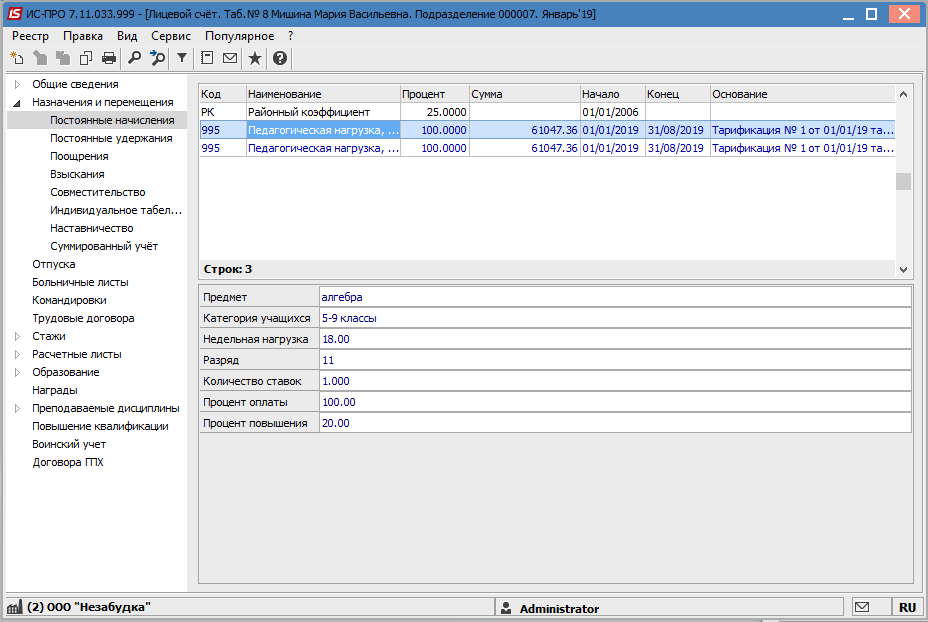 ИС-ПРО 7.11.033.999 - [Лицевой счёт. Таб.№ 8 Мишина Мария Васильевна. Подразделение 000007. Январь'19]
Реестр Правка Вид Сервис Популярное ?
Общие сведения
Назначения и перемещения
Постоянные начисления
Постоянные удержания
Поощрения
Взыскания
Совместительство
Индивидуальное табел...
Наставничество
Суммированный учёт
Отпуска
Больничные листы
Командировки
Трудовые договора
Стажи
Расчетные листы
Образование
Награды
Преподаваемые дисциплины
Повышение квалификации
Воинский учет
Договора ГПХ
Код Наименование Процент Сумма Начало Конец Основание
РК Районный коэффициент 25.0000 01/01/2006
995 Педагогическая нагрузка, ... 100.0000 61047.36 01/01/2019 31/08/2019 Тарификация № 1 от 01/01/19 та...
995 Педагогическая нагрузка, ... 100.0000 61047.36 01/01/2019 31/08/2019 Тарификация № 1 от 01/01/19 та...
Строк: 3
Предмет алгебра
Категория учащихся 5-9 классы
Недельная нагрузка 18.00
Разряд 11
Количество ставок 1.000
Процент оплаты 100.00
Процент повышения 20.00
(2) ООО "Незабудка" Administrator RU